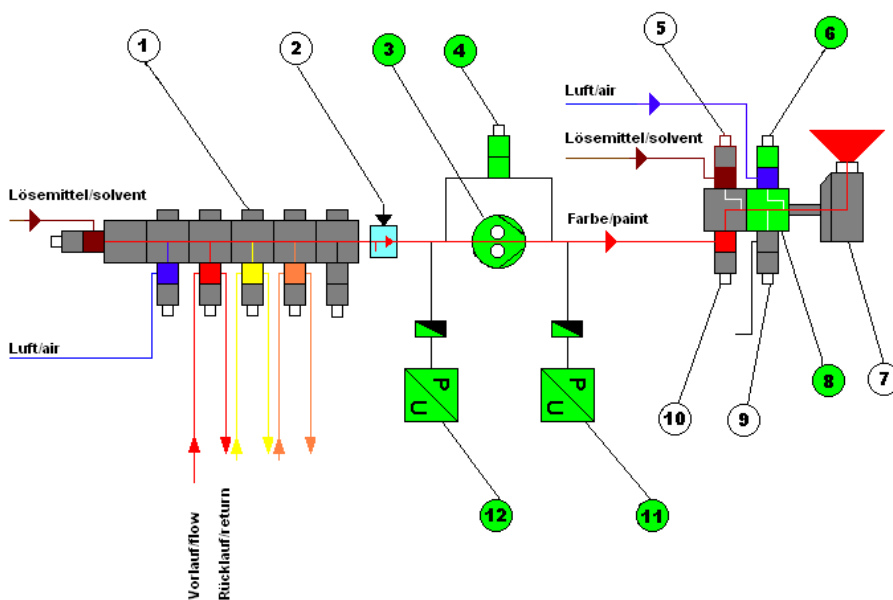 1
2
3
4
5
6
Luft/air
Lösemittel/solvent
Lösemittel/solvent
Farbe/paint
Luft/air
P
U
P
U
10
9
8
7
12
11
Vorlauf/flow
Rücklauf/return